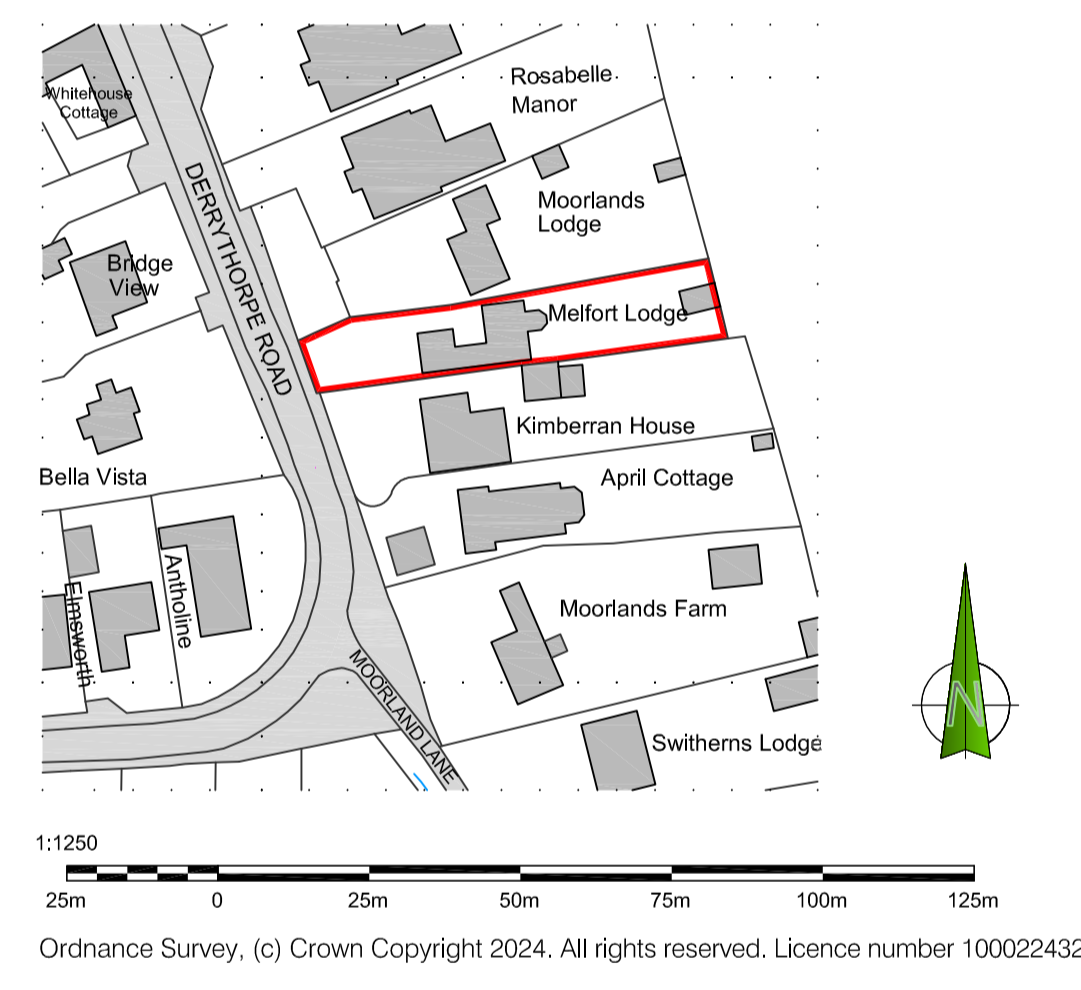 Rosabelle
Manor
Whitehouse
Cottage
DERRYTHORPE ROAD
Moorlands
Lodge
Bridge
View
Melfort Lodge
Kimberran House
Bella Vista
April Cottage
Antholine
Elmsworth
Moorlands Farm
MOORLAND LANE
N
Switherns Lodge
1:1250
25m 0 25m 50m 75m 100m 125m
Ordnance Survey, (c) Crown Copyright 2024. All rights reserved. Licence number 100022432